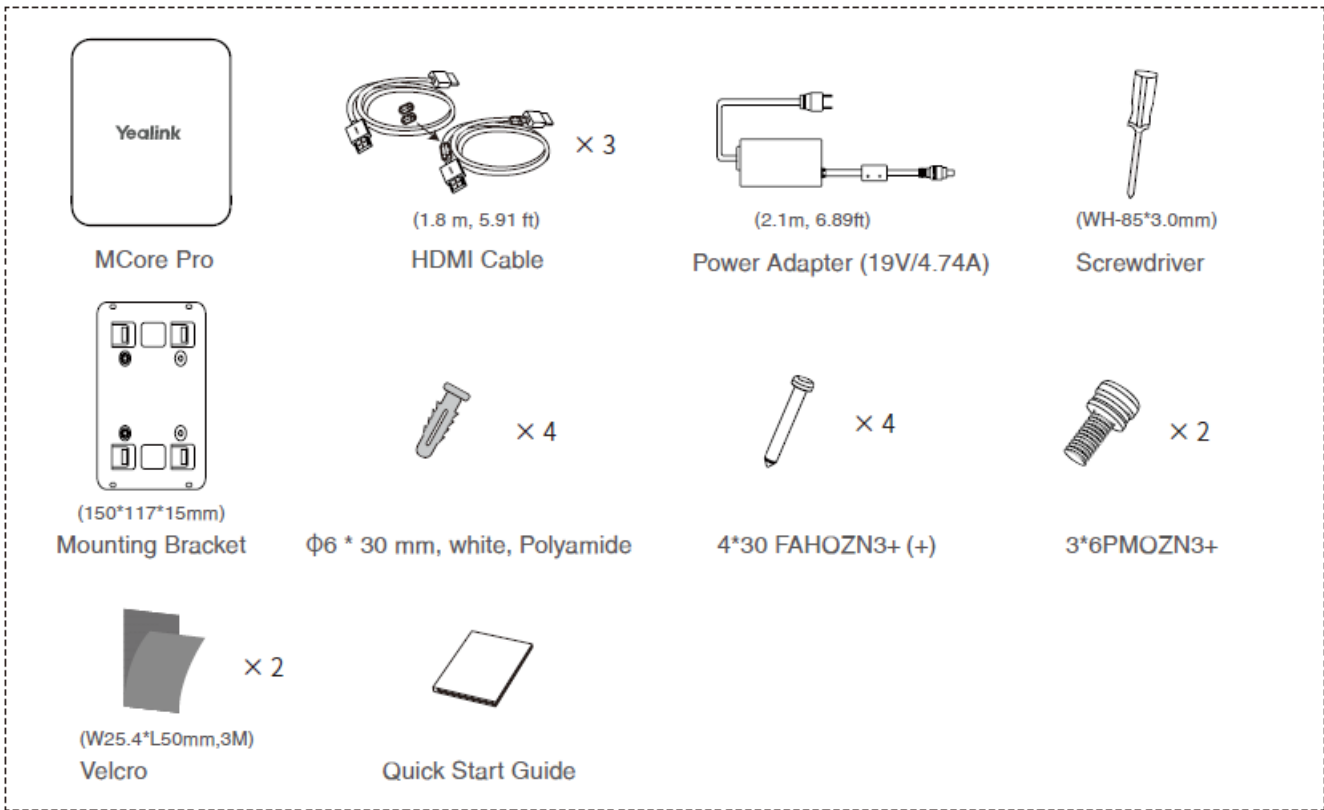 Yealink
× 3
(1.8 m, 5.91 ft)
(2.1m, 6.89ft)
(WH-85*3.0mm)
MCore Pro
HDMI Cable
Power Adapter (19V/4.74A)
Screwdriver
× 4
× 4
× 2
(150*117*15mm)
Mounting Bracket
Φ6 * 30 mm, white, Polyamide
4*30 FAHOZN3+ (+)
3*6PMOZN3+
× 2
(W25.4*L50mm,3M)
Velcro
Quick Start Guide